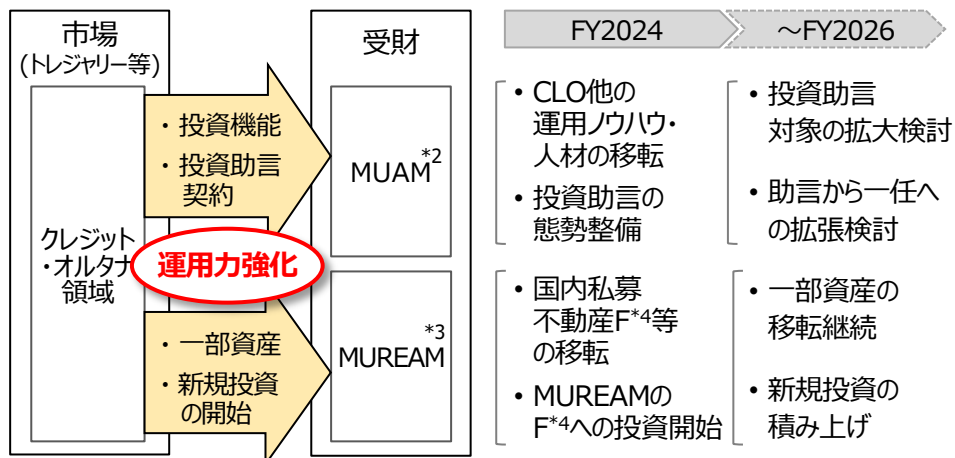 市場
(トレジャリー等)
クレジット
・オルタナ
領域
・投資機能
・投資助言
契約
運用力強化
・一部資産
・新規投資
の開始
受財
MUAM*2
MUREAM*3
FY2024
～FY2026
• CLO他の
運用ノウハウ・
人材の移転
• 投資助言の
態勢整備
• 投資助言
対象の拡大検討
• 助言から一任へ
の拡張検討
• 国内私募
不動産F*4等
の移転
• MUREAMの
F*4への投資開始
• 一部資産の
移転継続
• 新規投資の
積み上げ